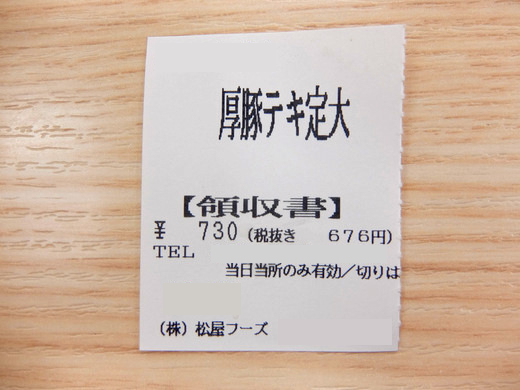 厚豚テキ定大
【領収書】
¥ 730(税抜き 676円)
TEL
当日当所のみ有効／切りは
(株)松屋フーズ